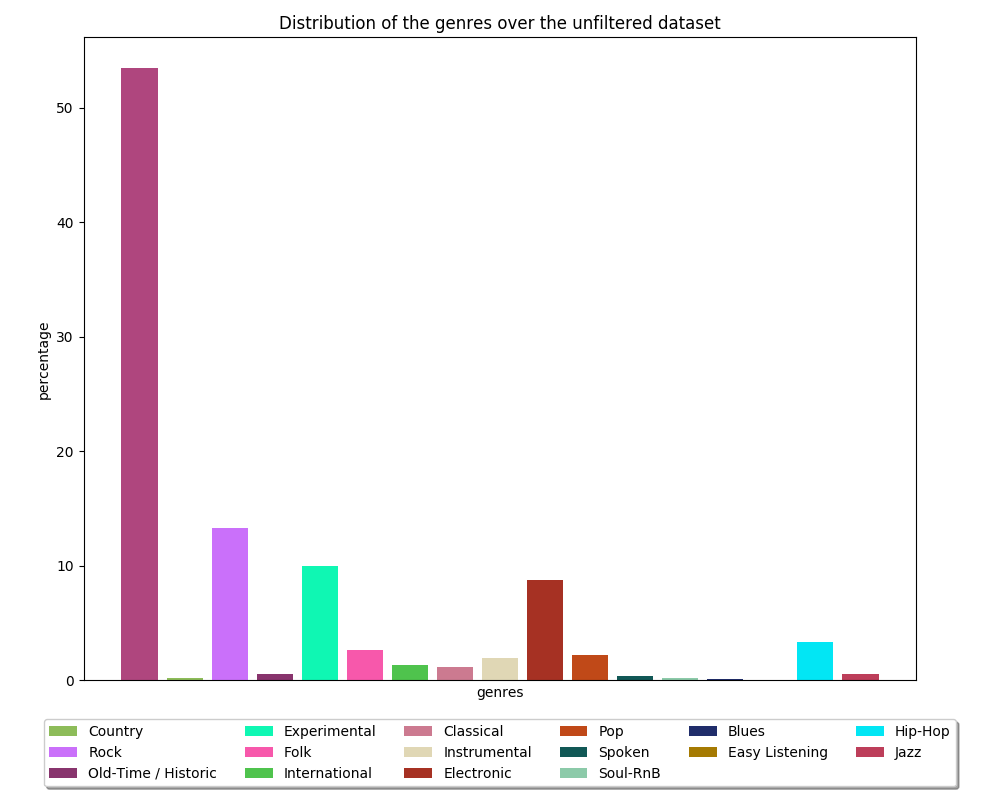 Distribution of the genres over the unfiltered dataset
50
40
30
20
10
0
percentage
genres
Country
Rock
Old-Time / Historic
Experimental
Folk
International
Classical
Instrumental
Electronic
Pop
Spoken
Soul-RnB
Blues
Easy Listening
Hip-Hop
Jazz